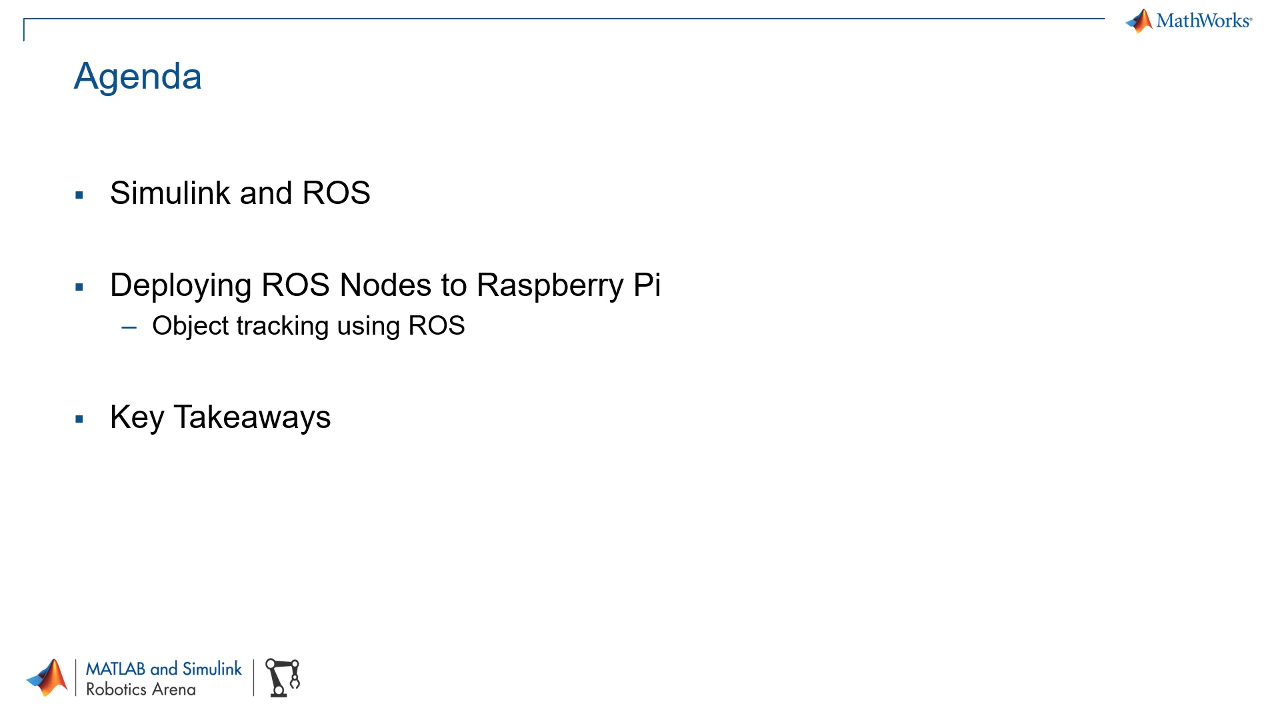 MathWorks
Agenda
Simulink and ROS
Deploying ROS Nodes to Raspberry Pi
– Object tracking using ROS
Key Takeaways
MATLAB and Simulink
Robotics Arena